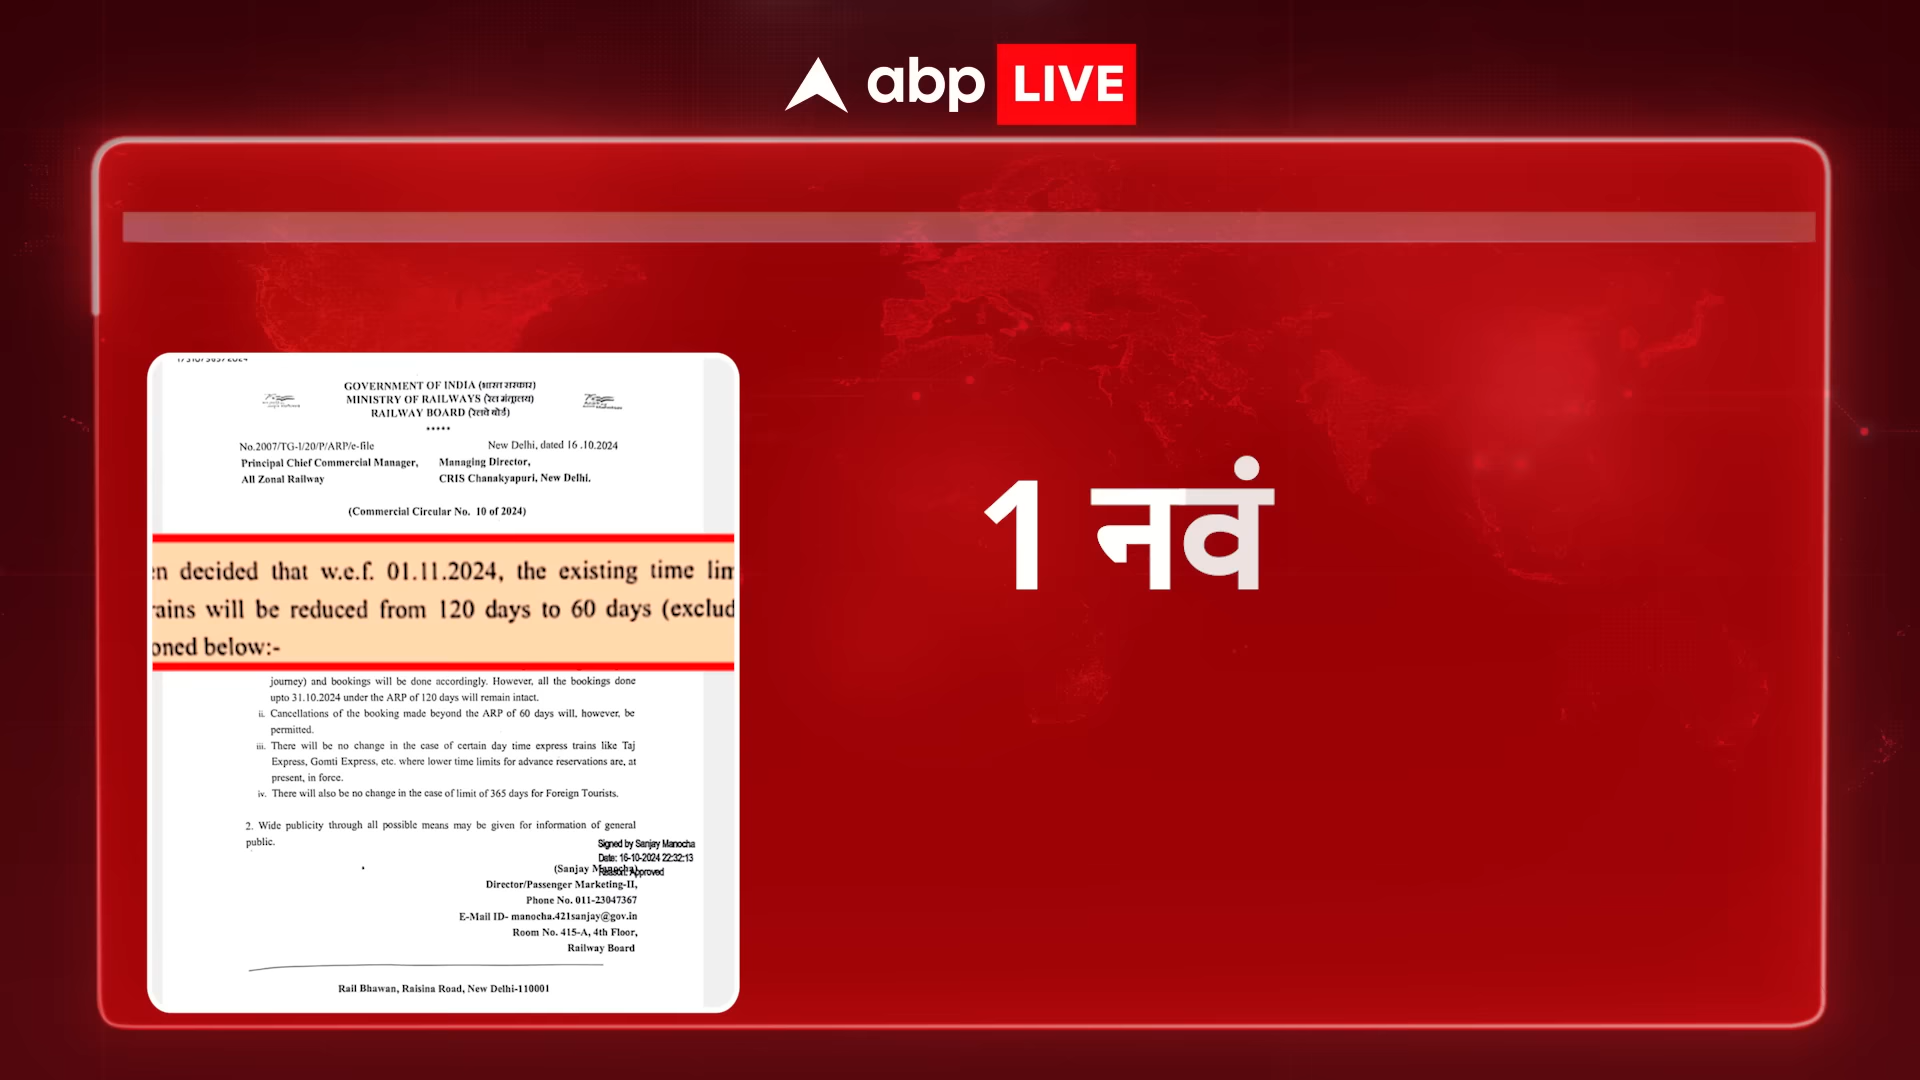 abp LIVE
GOVERNMENT OF INDIA (भारत सरकार)
MINISTRY OF RAILWAYS (रेल मंत्रालय)
RAILWAY BOARD (रेलवे बोर्ड)
*****
No.2007/TG-I/20/P/ARP/e-file New Delhi, dated 16 .10.2024
Principal Chief Commercial Manager, Managing Director,
All Zonal Railway CRIS Chanakyapuri, New Delhi.
(Commercial Circular No. 10 of 2024)
en decided that w.e.f. 01.11.2024, the existing time lim
rains will be reduced from 120 days to 60 days (exclud
oned below:-
journey) and bookings will be done accordingly. However, all the bookings done
upto 31.10.2024 under the ARP of 120 days will remain intact.
ii. Cancellations of the booking made beyond the ARP of 60 days will, however, be
permitted.
iii. There will be no change in the case of certain day time express trains like Taj
Express, Gomti Express, etc. where lower time limits for advance reservations are, at
present, in force.
iv. There will also be no change in the case of limit of 365 days for Foreign Tourists.
2. Wide publicity through all possible means may be given for information of general
public.
Signed by Sanjay Manocha
Date: 16-10-2024 22:32:13
Reason: Approved
(Sanjay Manocha)
Director/Passenger Marketing-II,
Phone No. 011-23047367
E-Mail ID- manocha.421sanjay@gov.in
Room No. 415-A, 4th Floor,
Railway Board
Rail Bhawan, Raisina Road, New Delhi-110001
1 नवं